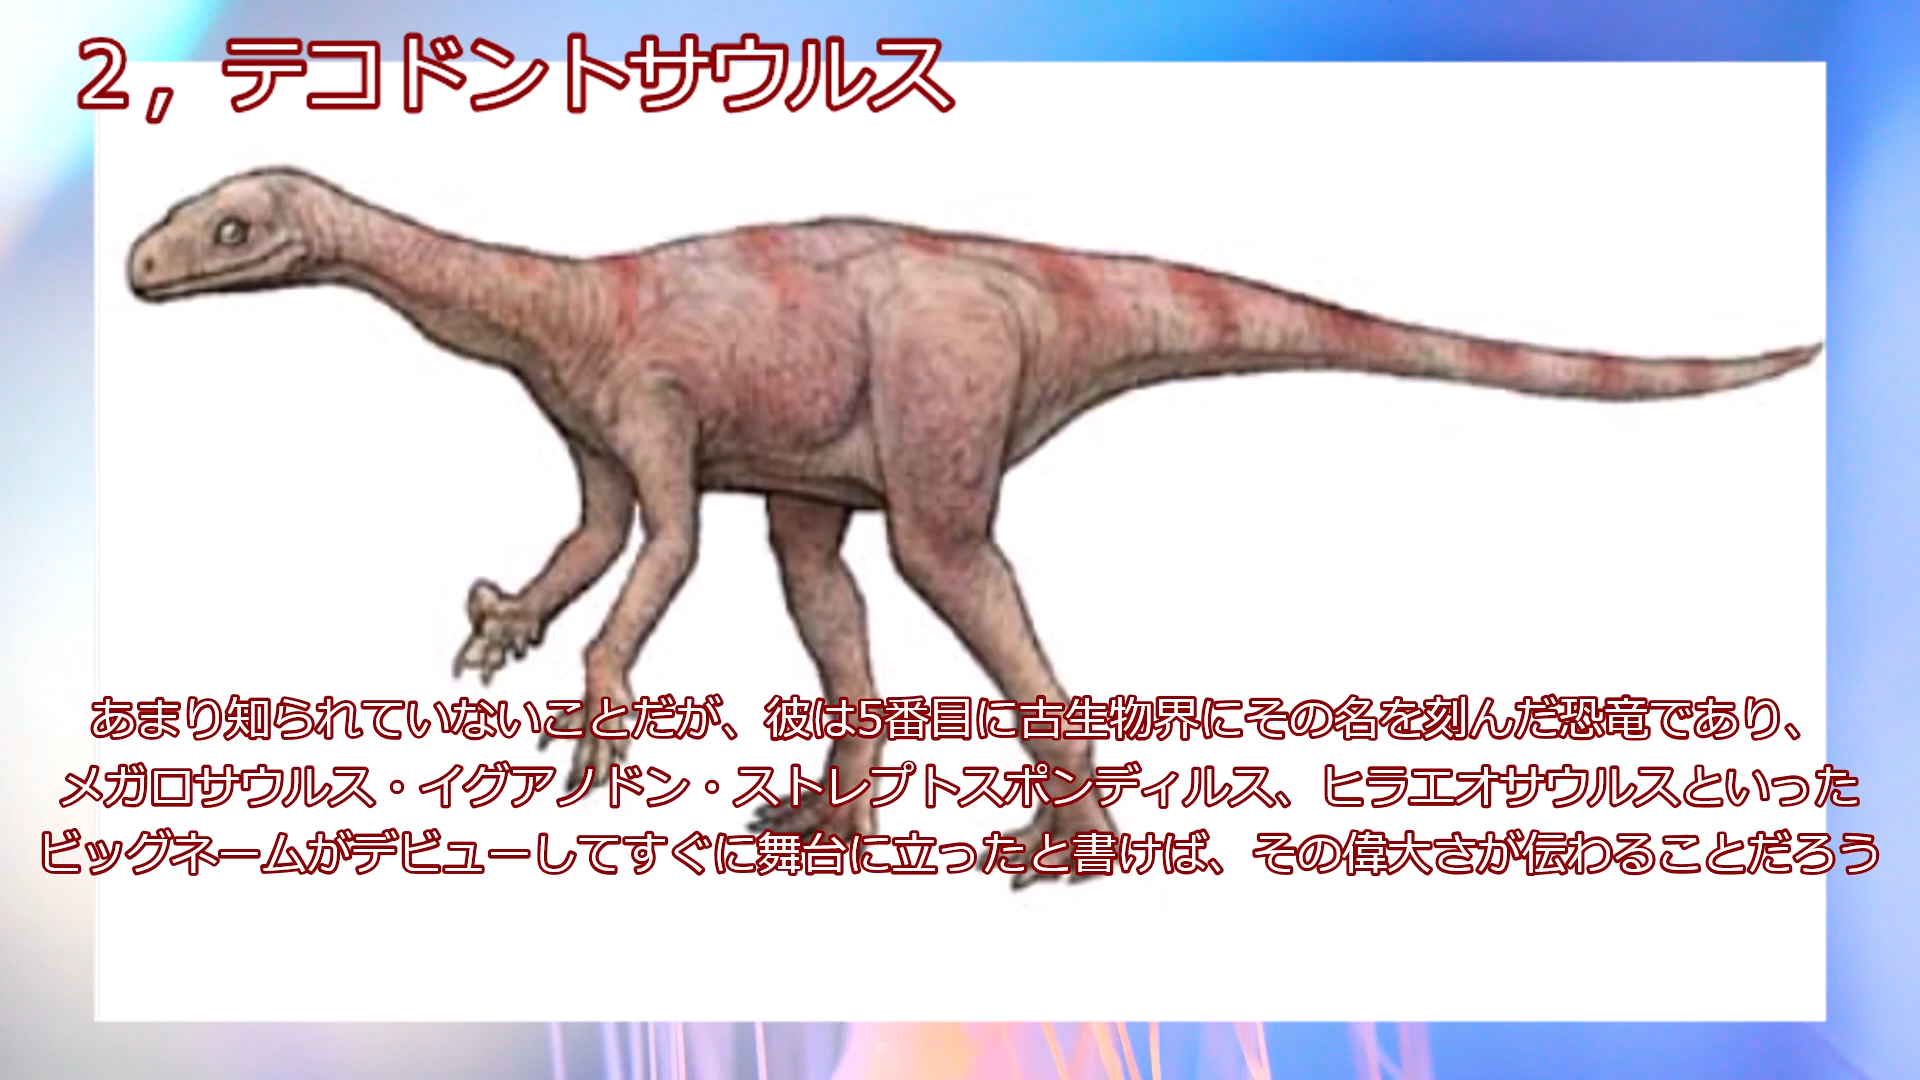 ２，テコドントサウルス
あまり知られていないことだが、彼は5番目に古生物界にその名を刻んだ恐竜であり、
メガロサウルス・イグアノドン・ストレプトスポンディルス、ヒラエオサウルスといった
ビッグネームがデビューしてすぐに舞台に立ったと書けば、その偉大さが伝わることだろう